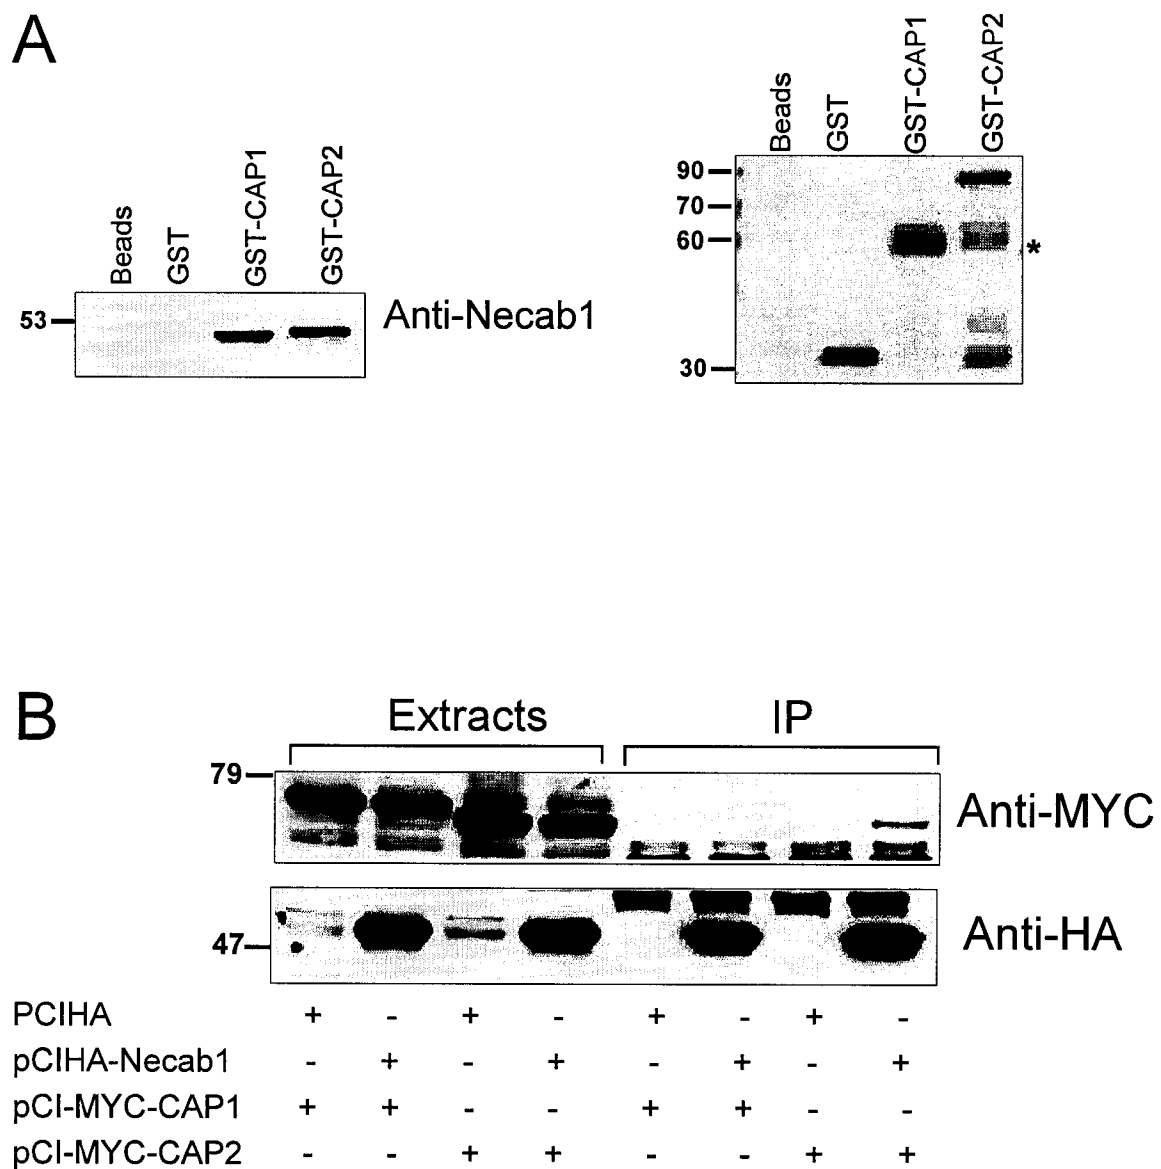 A
Beads
GST
GST-CAP1
GST-CAP2
53
Anti-Necab1
Beads
GST
GST-CAP1
GST-CAP2
90
70
60
30
*
B
Extracts
IP
79
Anti-MYC
47
Anti-HA
PCIHA + - + - + - + -
pCIHA-Necab1 - + - + - + - +
pCI-MYC-CAP1 + + - - + + - -
pCI-MYC-CAP2 - - + + - - + +